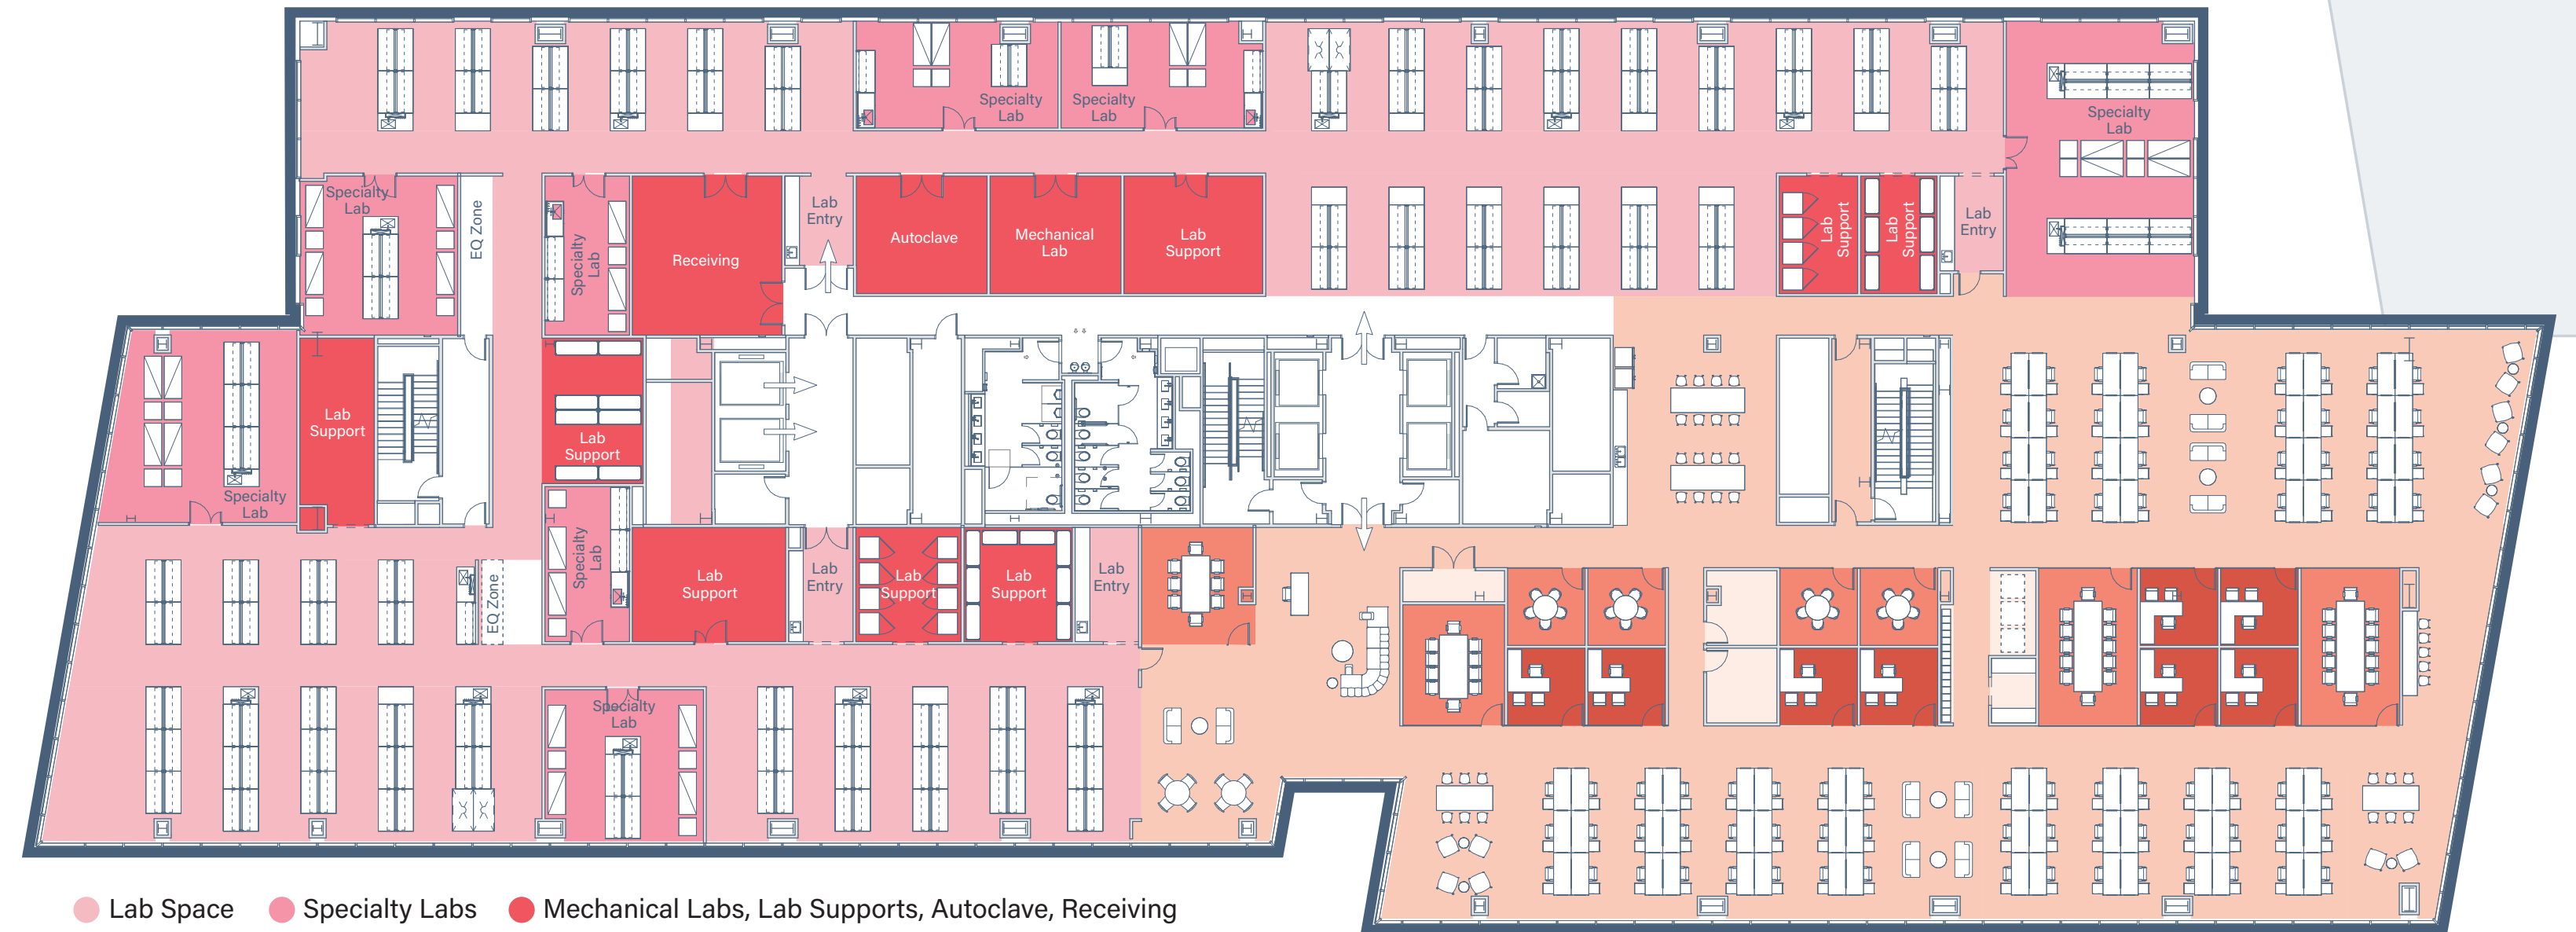 Specialty
Lab
Specialty
Lab
Specialty
Lab
Specialty
Lab
EQ Zone
Specialty
Lab
Receiving
Lab
Entry
Autoclave
Mechanical
Lab
Lab
Support
Lab
Support
Lab
Support
Lab
Entry
Specialty
Lab
Lab
Support
Lab
Support
EQ Zone
Specialty
Lab
Lab
Support
Lab
Entry
Lab
Support
Lab
Support
Lab
Entry
Specialty
Lab
Lab Space
Specialty Labs
Mechanical Labs, Lab Supports, Autoclave, Receiving